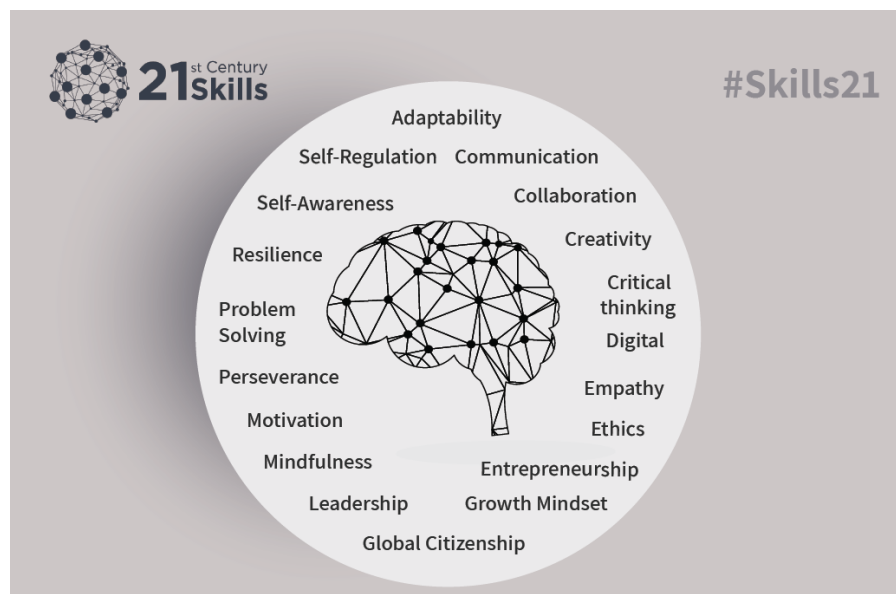 21st Century
Skills
#Skills21
Adaptability
Self-Regulation
Communication
Self-Awareness
Collaboration
Resilience
Creativity
Critical
thinking
Problem
Solving
Digital
Perseverance
Empathy
Motivation
Ethics
Mindfulness
Entrepreneurship
Leadership
Growth Mindset
Global Citizenship